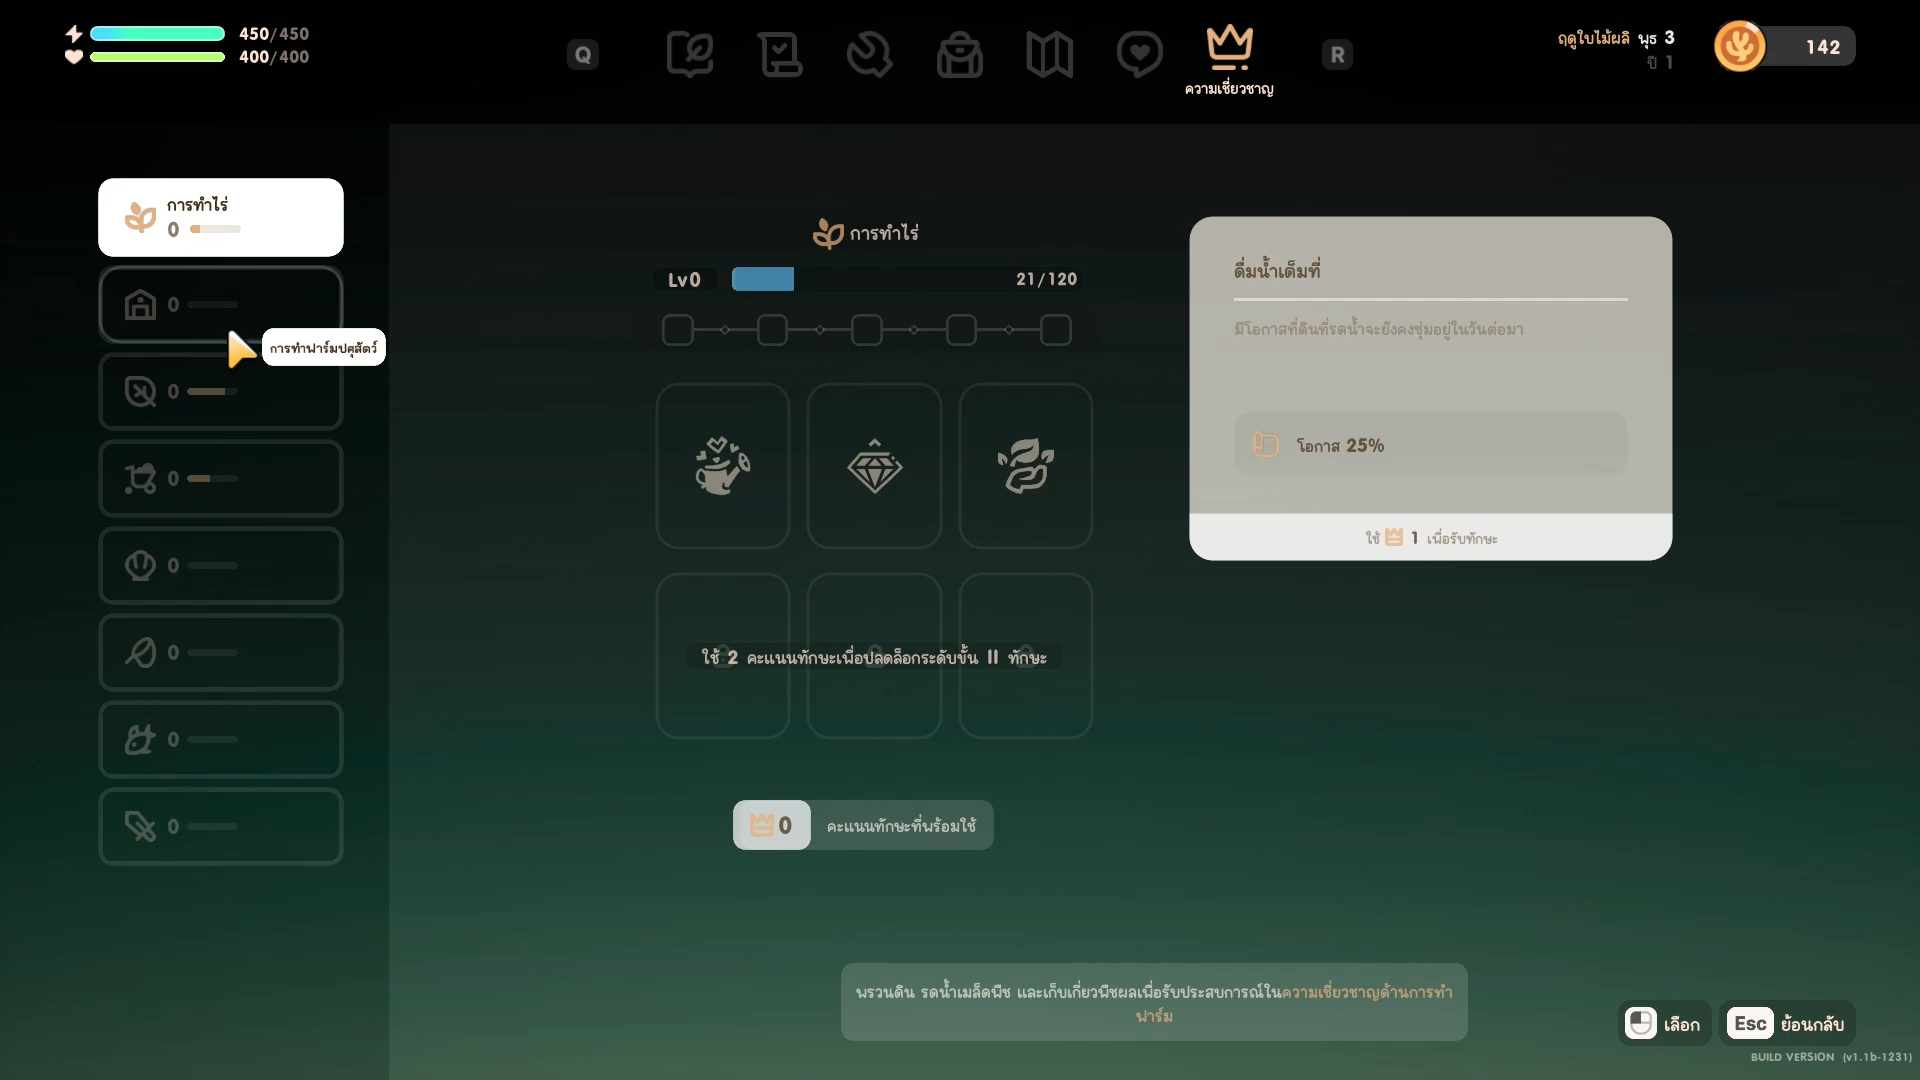 450/450
400/400
Q
ความเชี่ยวชาญ
R
ฤดูใบไม้ผลิ พุธ 3
ปี 1
142
การทำไร่
0
0
การทำฟาร์มปศุสัตว์
0
0
0
0
0
0
การทำไร่
Lv0
21/120
ใช้ 2 คะแนนทักษะเพื่อปลดล็อกระดับขั้น II ทักษะ
0 คะแนนทักษะที่พร้อมใช้
ดื่มน้ำเต็มที่
มีโอกาสที่ดินที่รดน้ำจะยังคงชุ่มอยู่ในวันต่อมา
โอกาส 25%
ใช้ 1 เพื่อรับทักษะ
พรวนดิน รดน้ำเมล็ดพืช และเก็บเกี่ยวพืชผลเพื่อรับประสบการณ์ในความเชี่ยวชาญด้านการทำ
ฟาร์ม
เลือก
Esc ย้อนกลับ
BUILD VERSION (v1.1b-1231)